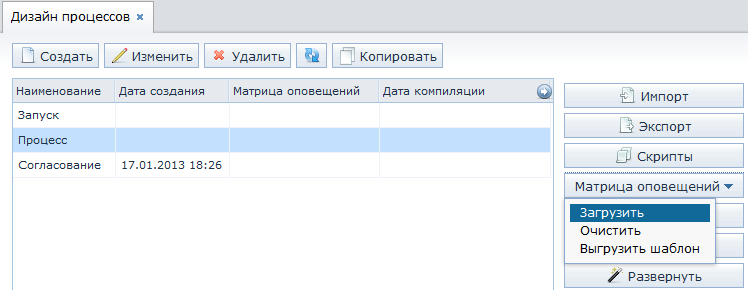 Дизайн процессов ×
Создать Изменить Удалить Копировать
Наименование Дата создания Матрица оповещений Дата компиляции
Запуск
Процесс
Согласование 17.01.2013 18:26
Импорт
Экспорт
Скрипты
Матрица оповещений
Загрузить
Очистить
Выгрузить шаблон
Развернуть